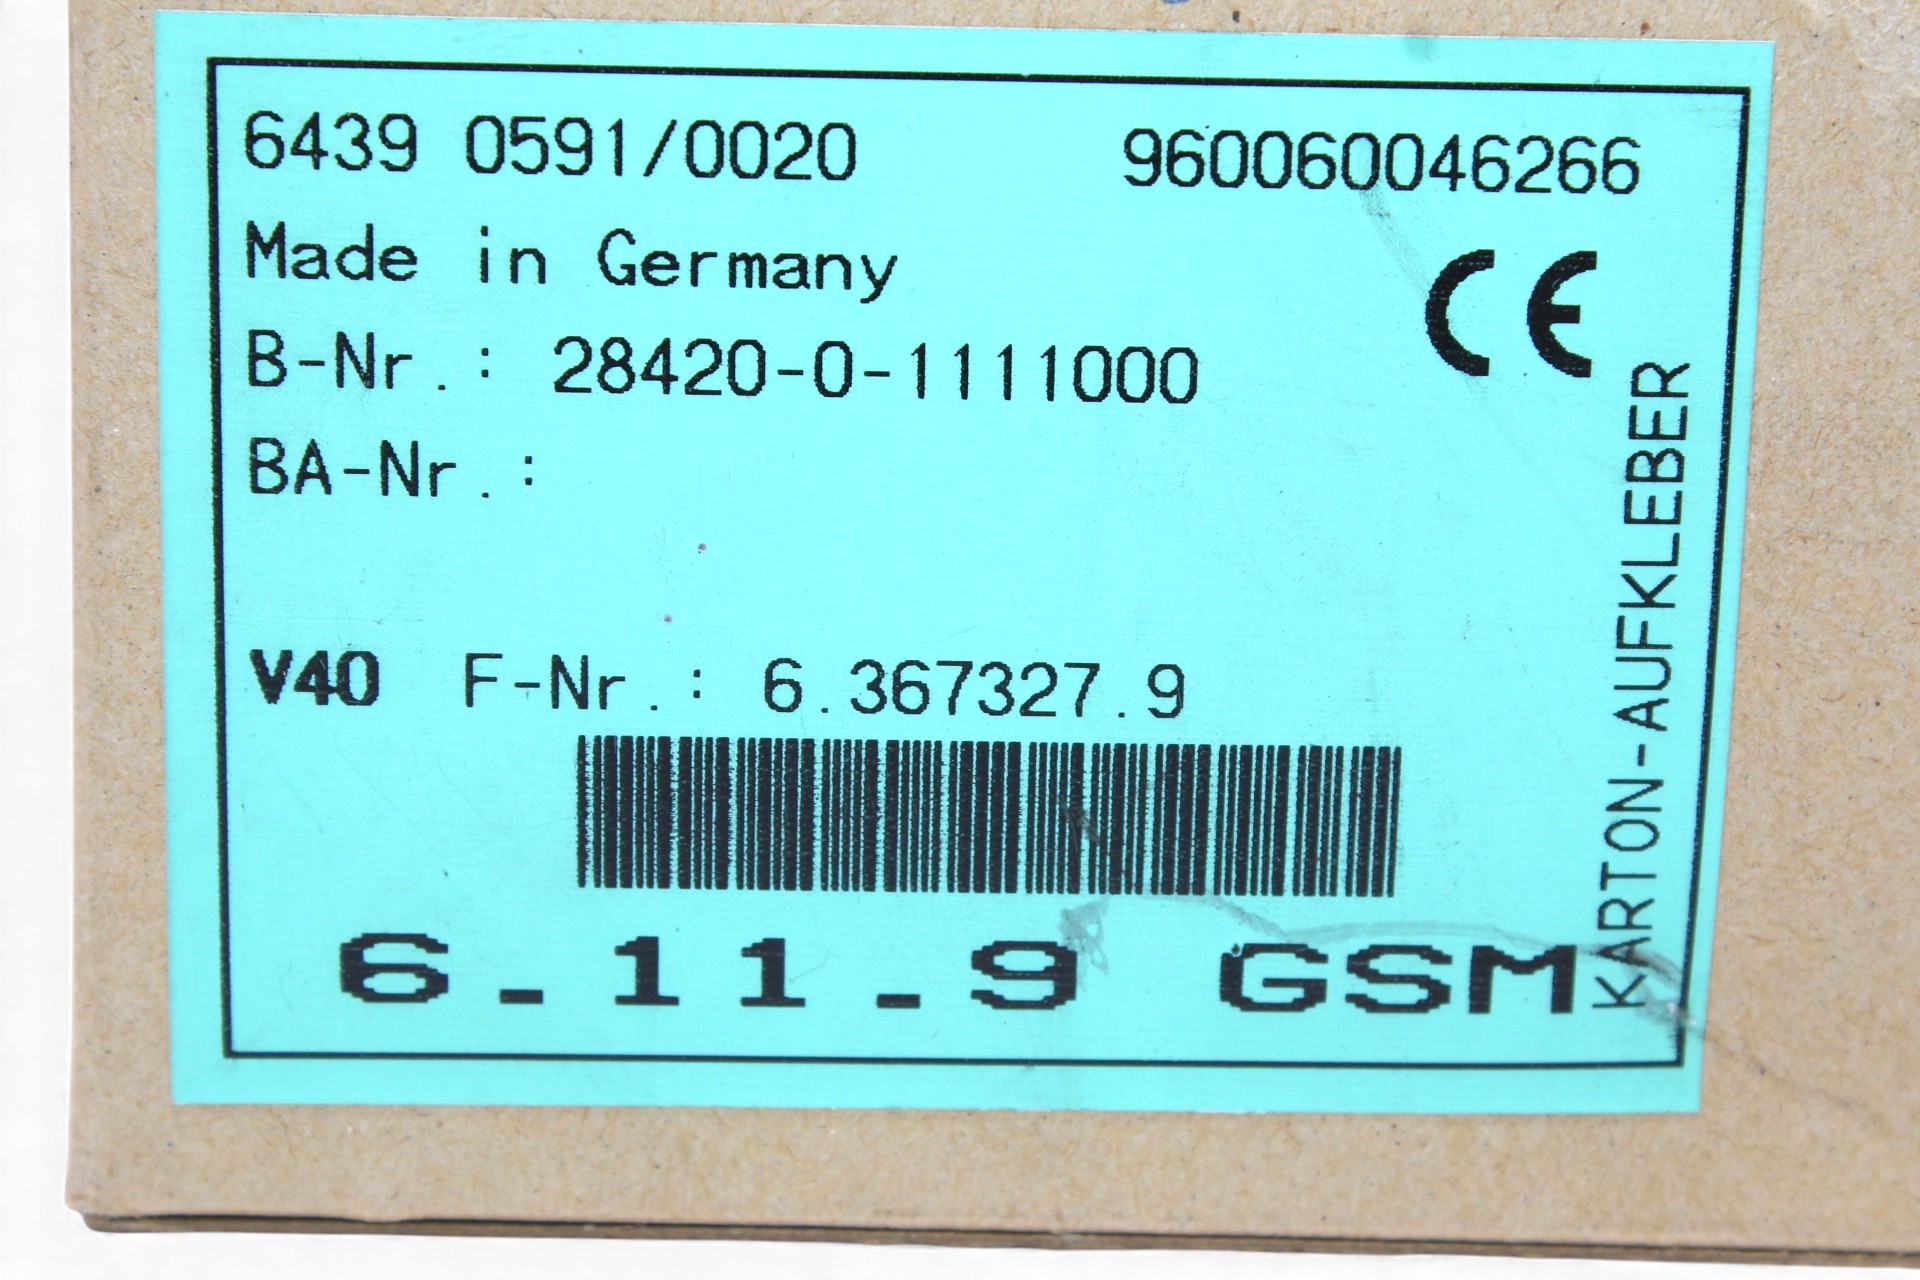 6439 0591/0020 960060046266
Made in Germany
CE
B-Nr.: 28420-0-1111000
BA-Nr.:
V40 F-Nr.: 6.367327.9
6.11.9 GSM
KARTON-AUFKLEBER